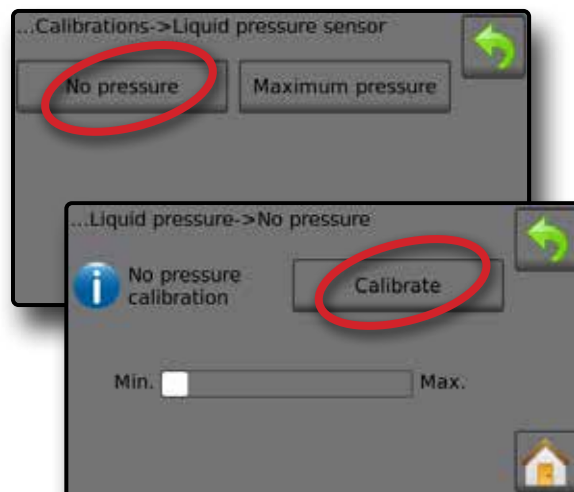 ...Calibrations->Liquid pressure sensor
No pressure Maximum pressure
...Liquid pressure->No pressure
No pressure
calibration
Calibrate
Min. Max.